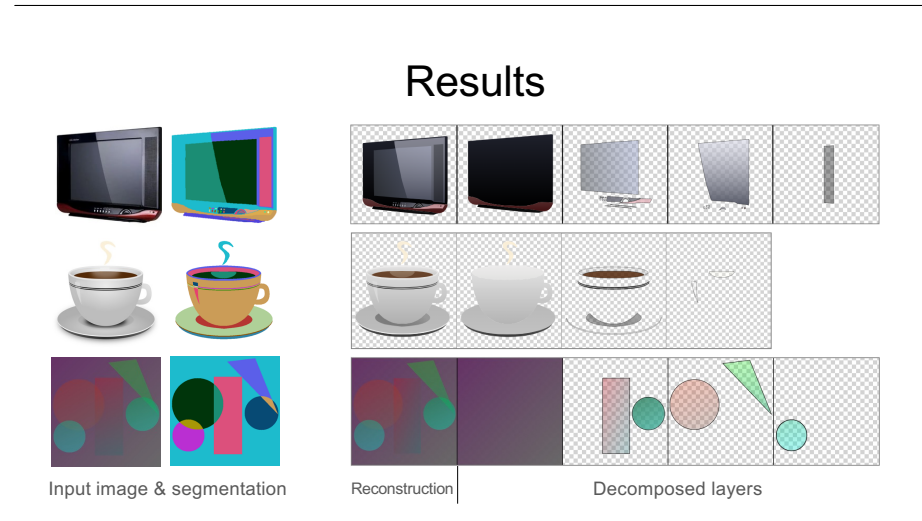 Results
Input image & segmentation
Reconstruction
Decomposed layers